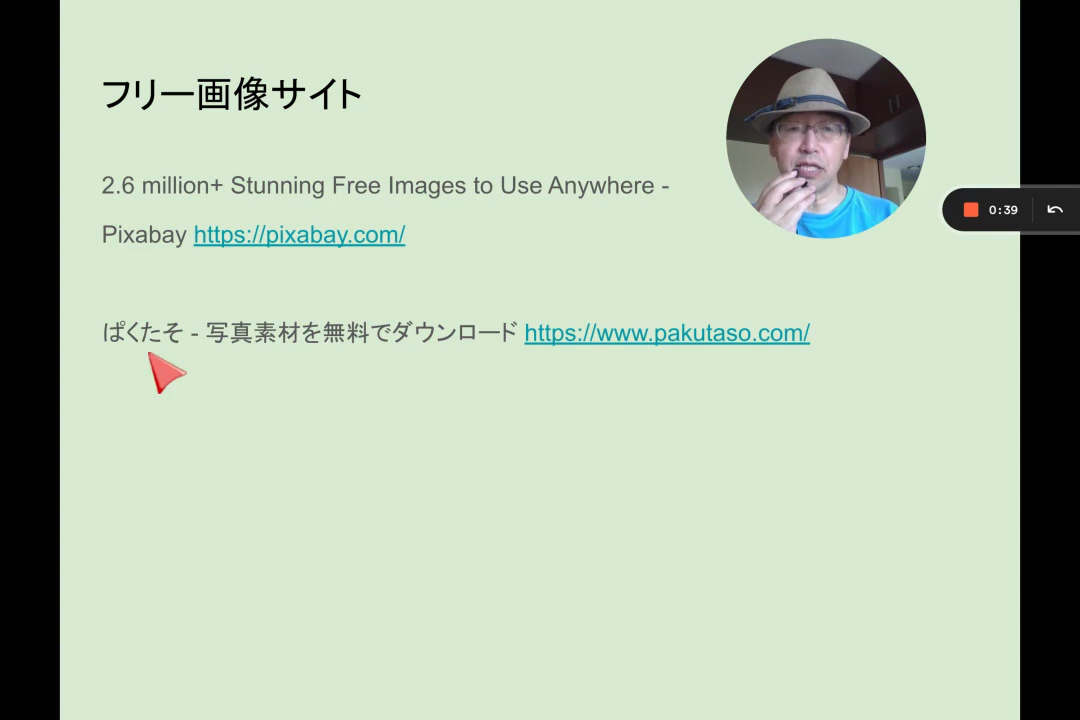 フリー画像サイト
2.6 million+ Stunning Free Images to Use Anywhere -
Pixabay https://pixabay.com/
0:39
ぱくたそ - 写真素材を無料でダウンロード https://www.pakutaso.com/